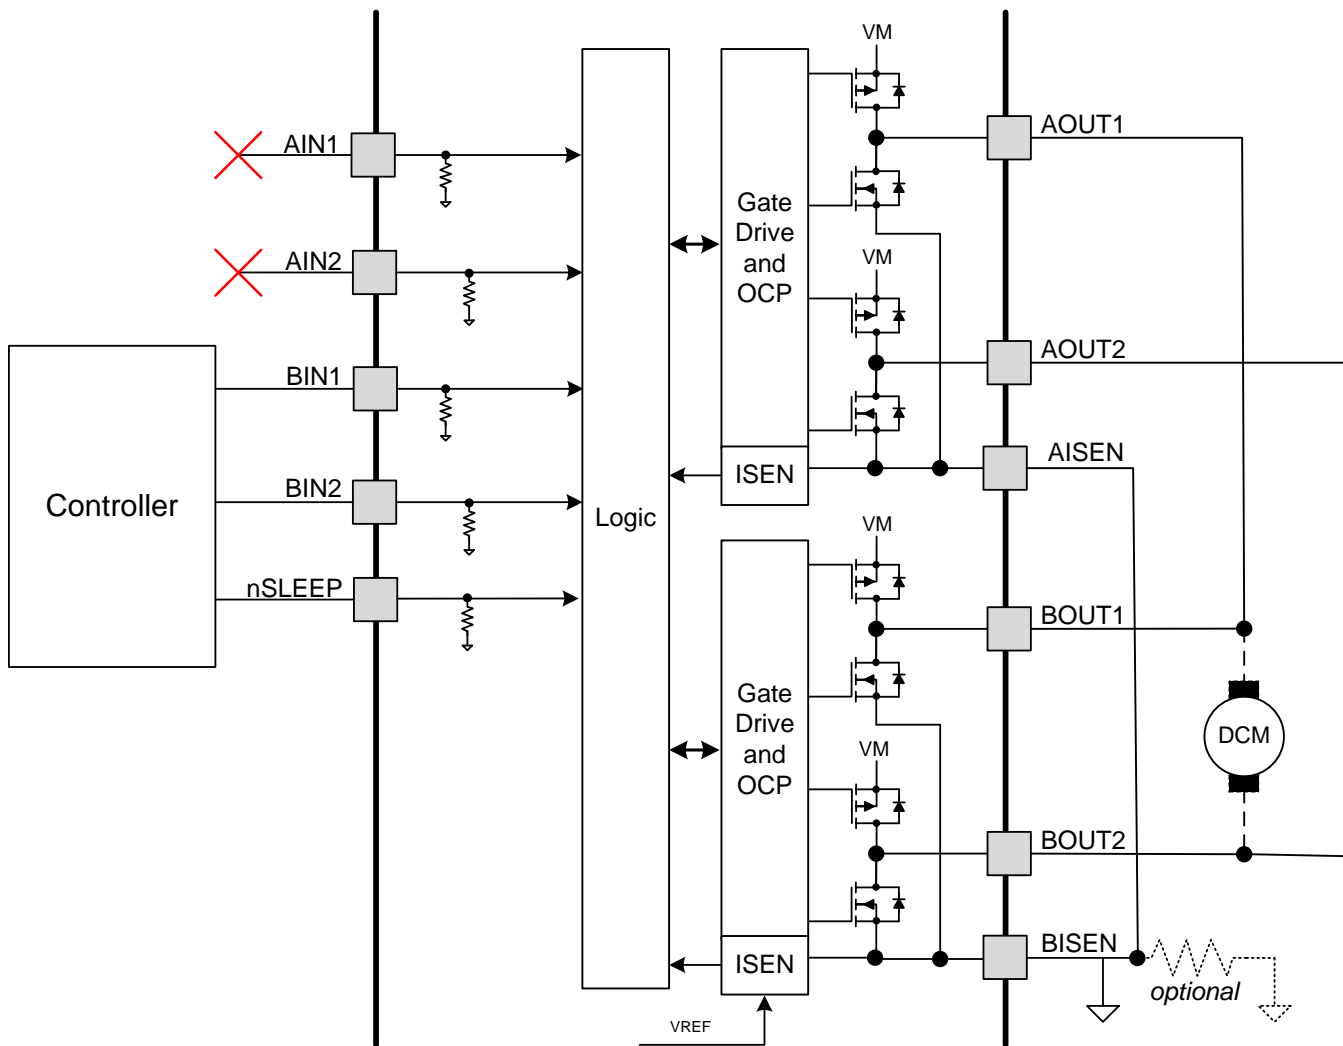 VM
AIN1
AOUT1
Gate
Drive
and
OCP
AIN2
VM
AOUT2
BIN1
AISEN
ISEN
Controller
BIN2
Logic
VM
nSLEEP
BOUT1
Gate
Drive
and
OCP
DCM
VM
BOUT2
BISEN
ISEN
optional
VREF